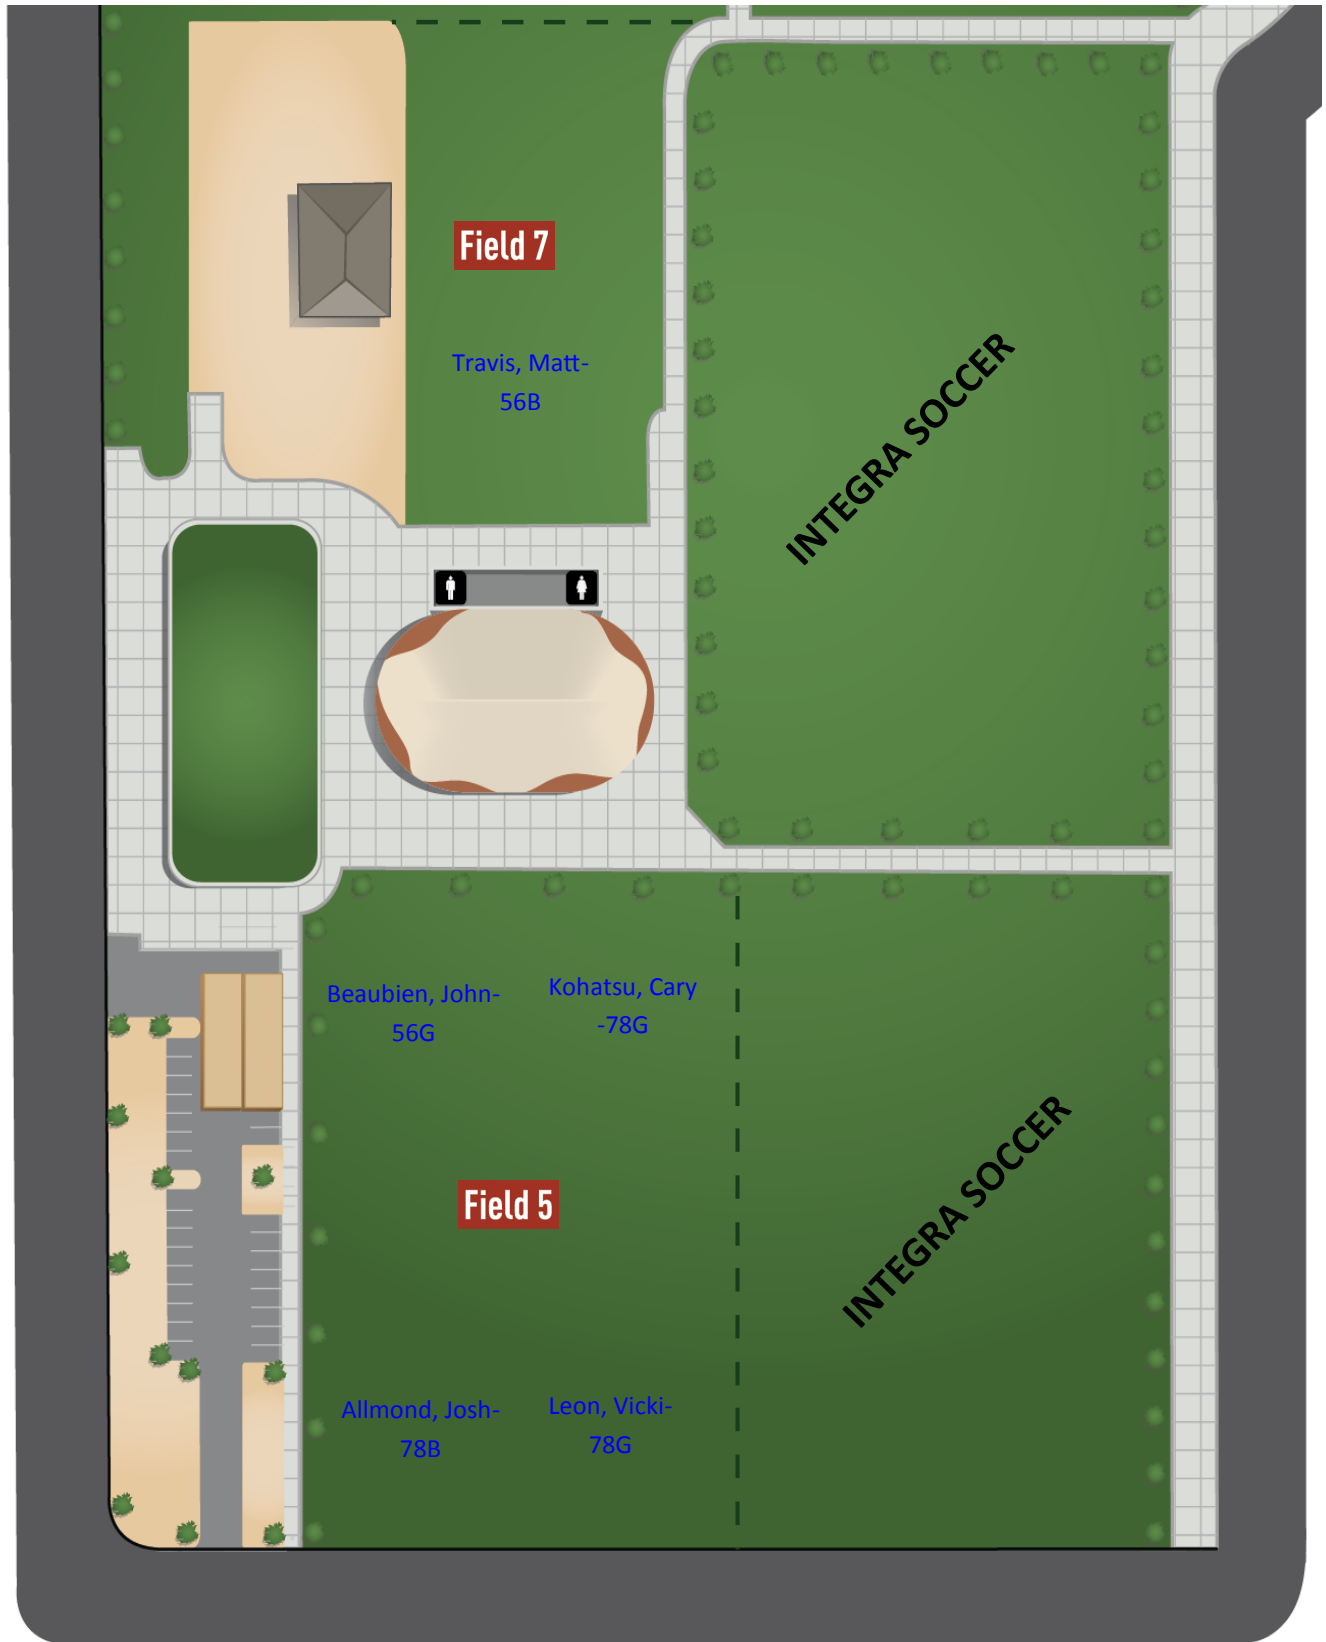 Field 7
Travis, Matt-
56B
INTEGRA SOCCER
Beaubien, John-
56G
Kohatsu, Cary
-78G
Field 5
INTEGRA SOCCER
Allmond, Josh-
78B
Leon, Vicki-
78G